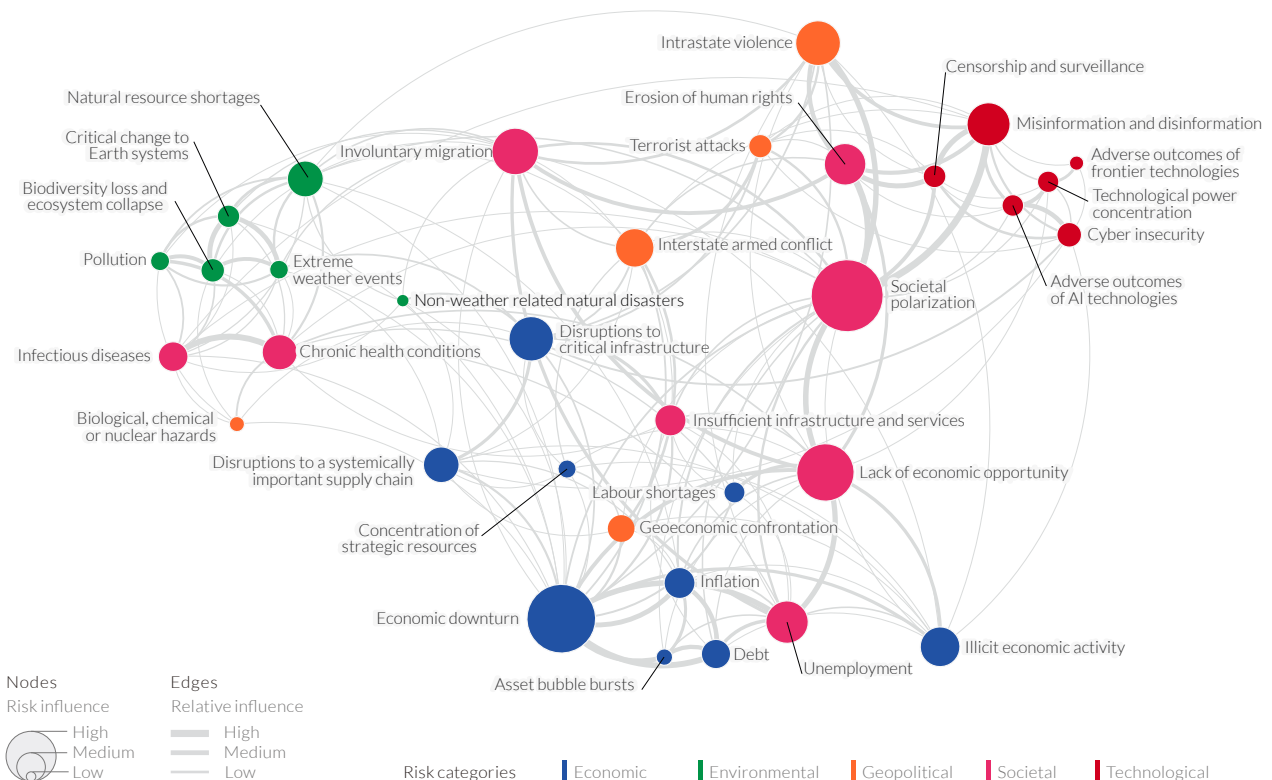 Intrastate violence
Censorship and surveillance
Natural resource shortages
Erosion of human rights
Misinformation and disinformation
Critical change to
Earth systems
Involuntary migration
Terrorist attacks
Adverse outcomes of
frontier technologies
Biodiversity loss and
ecosystem collapse
Technological power
concentration
Cyber insecurity
Pollution
Extreme
weather events
Interstate armed conflict
Societal
polarization
Adverse outcomes
of AI technologies
Non-weather related natural disasters
Disruptions to
critical infrastructure
Infectious diseases
Chronic health conditions
Biological, chemical
or nuclear hazards
Insufficient infrastructure and services
Disruptions to a systemically
important supply chain
Lack of economic opportunity
Labour shortages
Concentration of
strategic resources
Geoeconomic confrontation
Inflation
Economic downturn
Debt
Illicit economic activity
Unemployment
Asset bubble bursts
Nodes
Risk influence
High
Medium
Low
Edges
Relative influence
High
Medium
Low
Risk categories
Economic
Environmental
Geopolitical
Societal
Technological